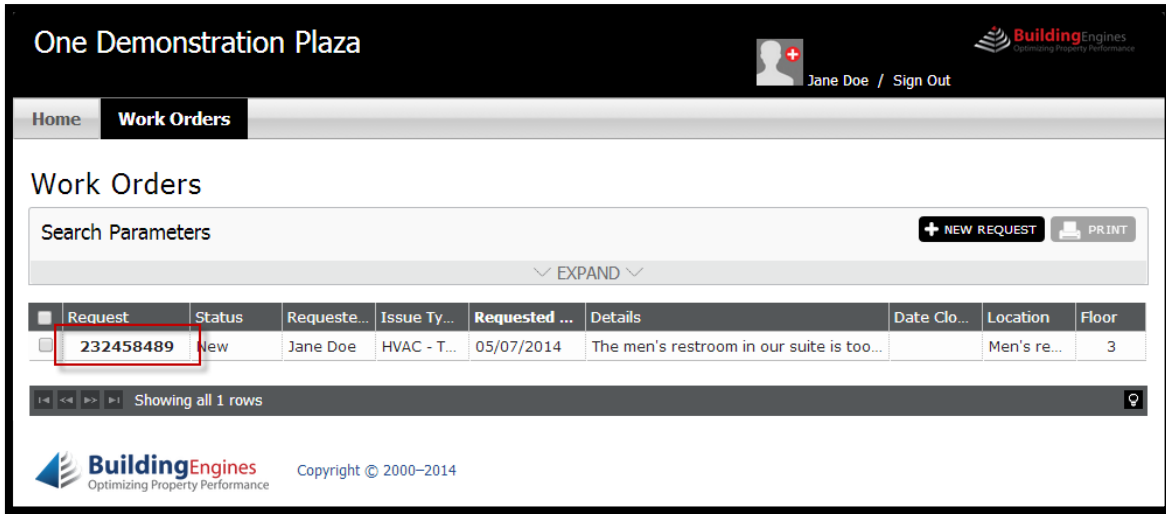 One Demonstration Plaza
BuildingEngines
Optimizing Property Performance
Jane Doe / Sign Out
Home Work Orders
Work Orders
Search Parameters
NEW REQUEST PRINT
EXPAND
Request Status Requeste... Issue Ty... Requested ... Details Date Clo... Location Floor
232458489 New Jane Doe HVAC - T... 05/07/2014 The men's restroom in our suite is too... Men's re... 3
Showing all 1 rows
BuildingEngines
Optimizing Property Performance
Copyright © 2000–2014